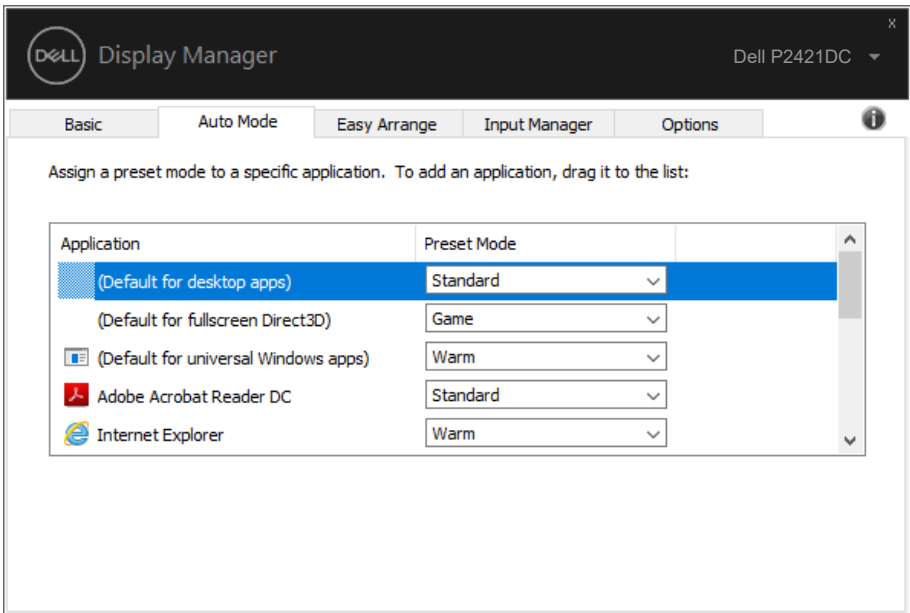 x
DELL Display Manager Dell P2421DC
Basic Auto Mode Easy Arrange Input Manager Options i
Assign a preset mode to a specific application. To add an application, drag it to the list:
Application Preset Mode
(Default for desktop apps) Standard
(Default for fullscreen Direct3D) Game
(Default for universal Windows apps) Warm
Adobe Acrobat Reader DC Standard
Internet Explorer Warm